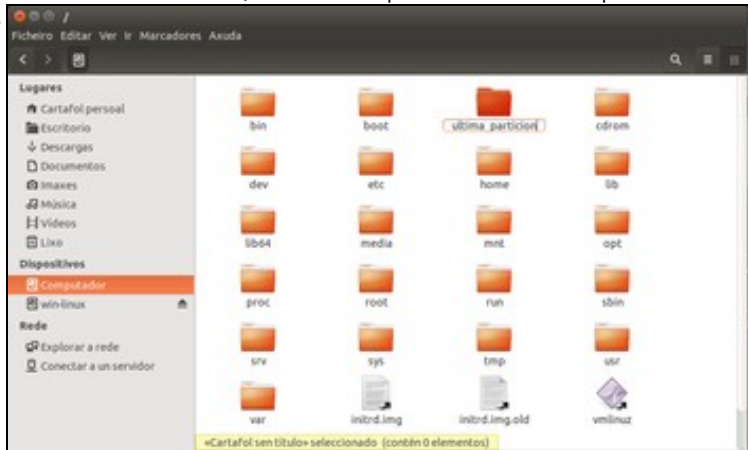 /
Ficheiro Editar Ver Ir Marcadores Axuda
Lugares
Cartafol persoal
Escritorio
Descargas
Documentos
Imaxes
Música
Vídeos
Lixo
Dispositivos
Computador
win-linux
Rede
Explorar a rede
Conectar a un servidor
bin boot ultima_particion cdrom
dev etc home lib
lib64 media mnt opt
proc root run sbin
srv sys tmp usr
var initrd.img initrd.img.old vmlinuz
«Cartafol sen título» seleccionado (contén 0 elementos)